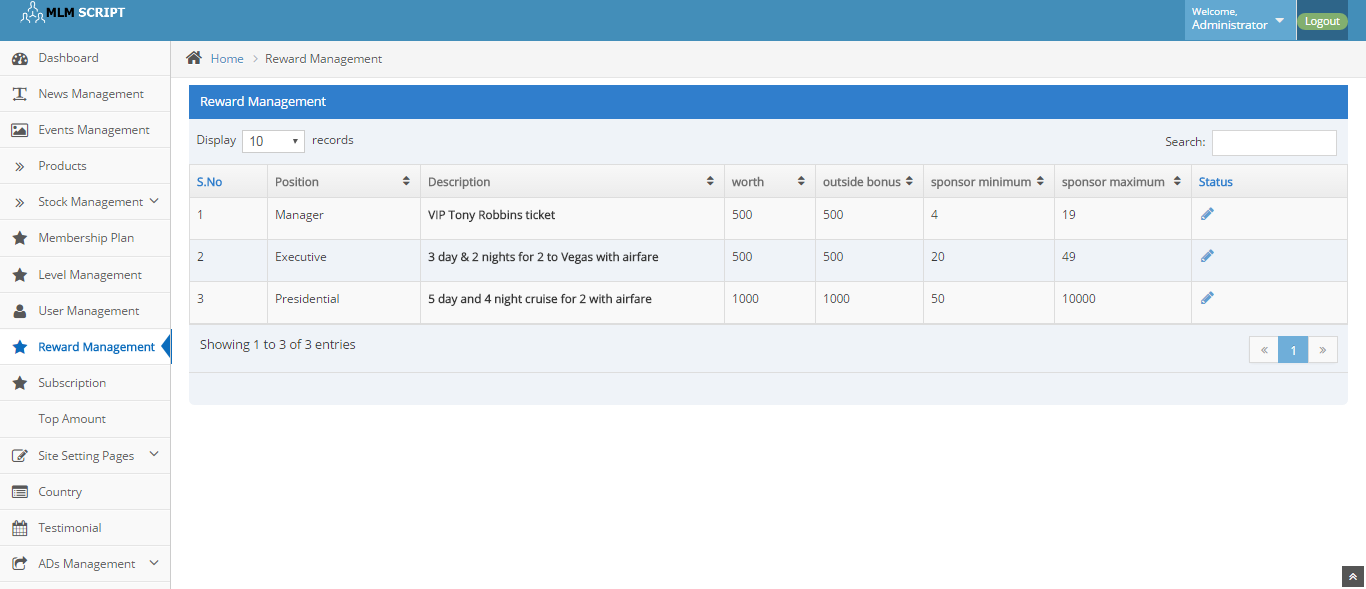 MLM SCRIPT
Welcome,
Administrator
Logout
Dashboard
News Management
Events Management
Products
Stock Management
Membership Plan
Level Management
User Management
Reward Management
Subscription
Top Amount
Site Setting Pages
Country
Testimonial
ADs Management
Home > Reward Management
Reward Management
Display 10 records
Search:
S.No Position Description worth outside bonus sponsor minimum sponsor maximum Status
1 Manager VIP Tony Robbins ticket 500 500 4 19
2 Executive 3 day & 2 nights for 2 to Vegas with airfare 500 500 20 49
3 Presidential 5 day and 4 night cruise for 2 with airfare 1000 1000 50 10000
Showing 1 to 3 of 3 entries
« 1 »